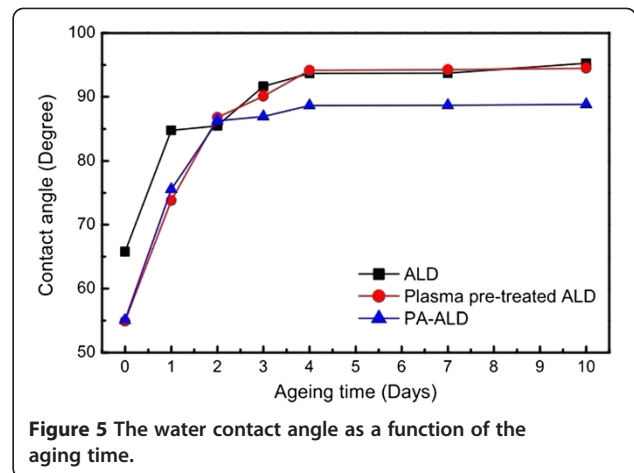 100
90
80
70
60
50
Contact angle (Degree)
ALD
Plasma pre-treated ALD
PA-ALD
0 1 2 3 4 5 6 7 8 9 10
Ageing time (Days)
Figure 5 The water contact angle as a function of the
aging time.